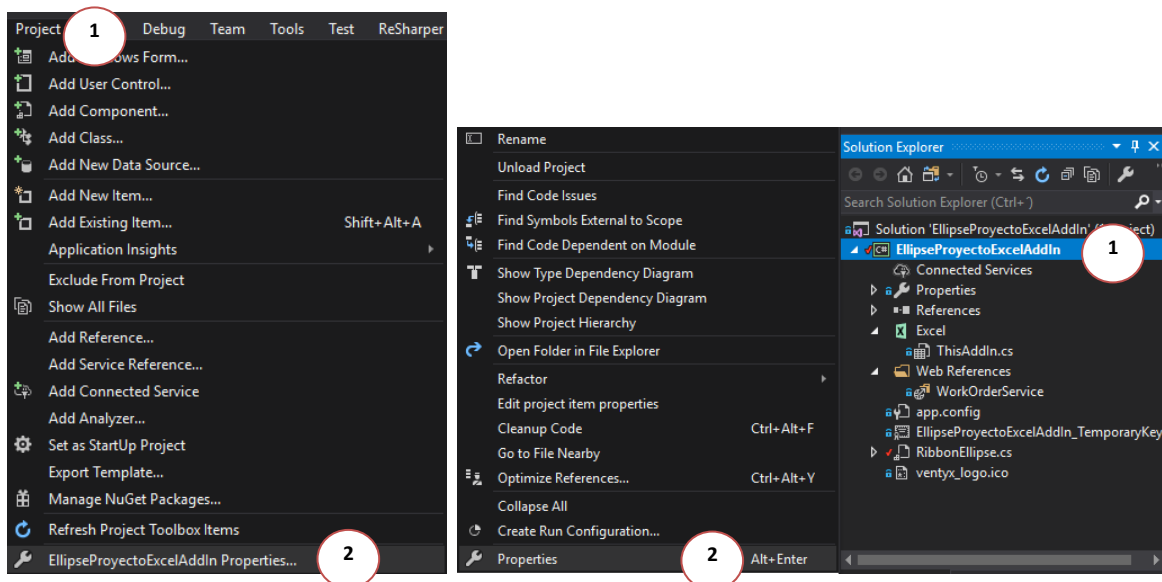 Project 1 Debug Team Tools Test ReSharper
Add ows Form...
Add User Control...
Add Component...
Add Class...
Add New Data Source...
Add New Item...
Add Existing Item... Shift+Alt+A
Application Insights
Exclude From Project
Show All Files
Add Reference...
Add Service Reference...
Add Connected Service
Add Analyzer...
Set as StartUp Project
Export Template...
Manage NuGet Packages...
Refresh Project Toolbox Items
EllipseProyectoExcelAddIn Properties... 2
Rename
Unload Project
Find Code Issues
Find Symbols External to Scope
Find Code Dependent on Module
Show Type Dependency Diagram
Show Project Dependency Diagram
Show Project Hierarchy
Open Folder in File Explorer
Refactor
Edit project item properties
Cleanup Code Ctrl+Alt+F
Go to File Nearby
Optimize References... Ctrl+Alt+Y
Collapse All
Create Run Configuration...
Properties 2 Alt+Enter
Solution Explorer
Search Solution Explorer (Ctrl+´)
Solution 'EllipseProyectoExcelAddIn' ject)
EllipseProyectoExcelAddIn 1
Connected Services
Properties
References
Excel
ThisAddIn.cs
Web References
WorkOrderService
app.config
EllipseProyectoExcelAddIn_TemporaryKey
RibbonEllipse.cs
ventyx_logo.ico